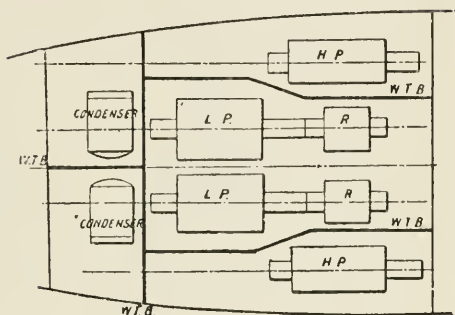 H P
W.T.B
CONDENSER
L P.
R
W.T.B
CONDENSER
L P.
R
W.T.B
H P
W.T.B